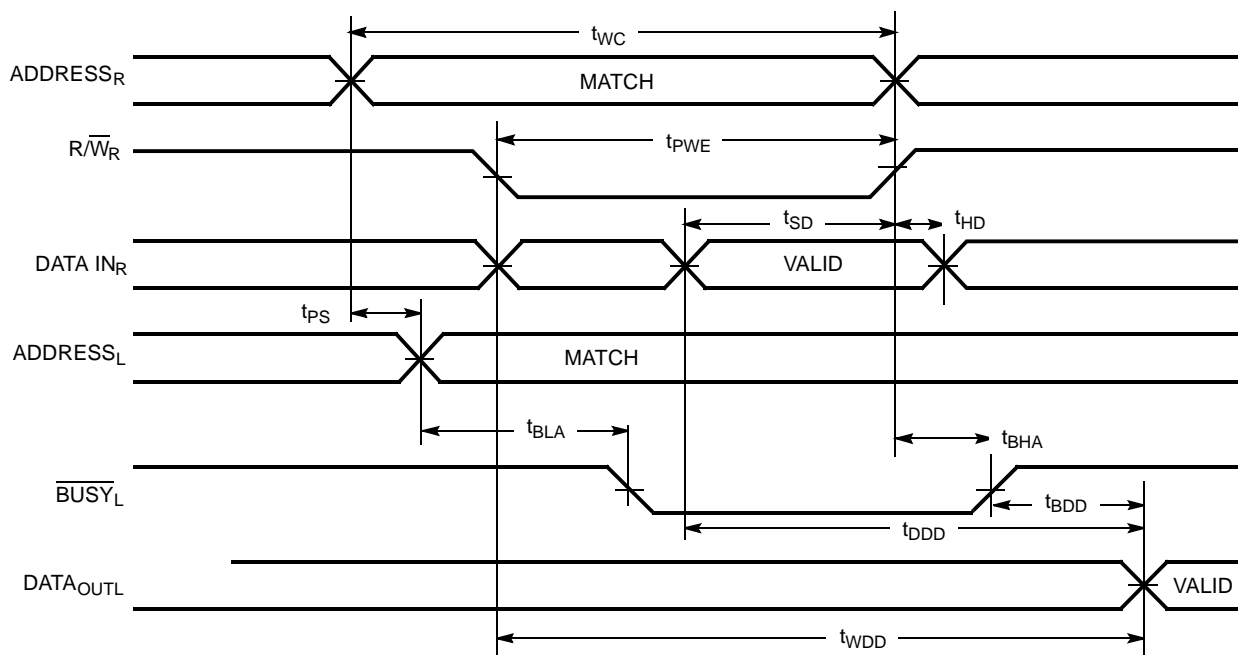 tWC
ADDRESSR
MATCH
R/W̅R
tPWE
tSD
tHD
DATA INR
VALID
tPS
ADDRESSL
MATCH
tBLA
tBHA
B̅U̅S̅Y̅L
tBDD
tDDD
DATAOUTL
VALID
tWDD